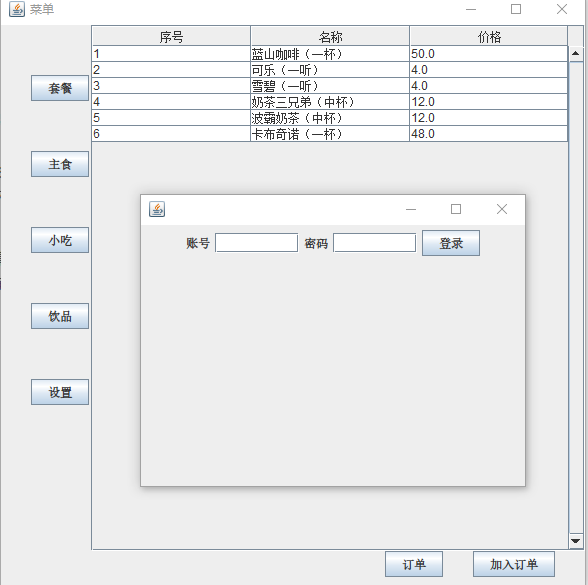 菜单
序号 名称 价格
1 蓝山咖啡（一杯） 50.0
2 可乐（一听） 4.0
3 雪碧（一听） 4.0
4 奶茶三兄弟（中杯） 12.0
5 波霸奶茶（中杯） 12.0
6 卡布奇诺（一杯） 48.0
套餐
主食
小吃
饮品
设置
账号 密码 登录
订单 加入订单